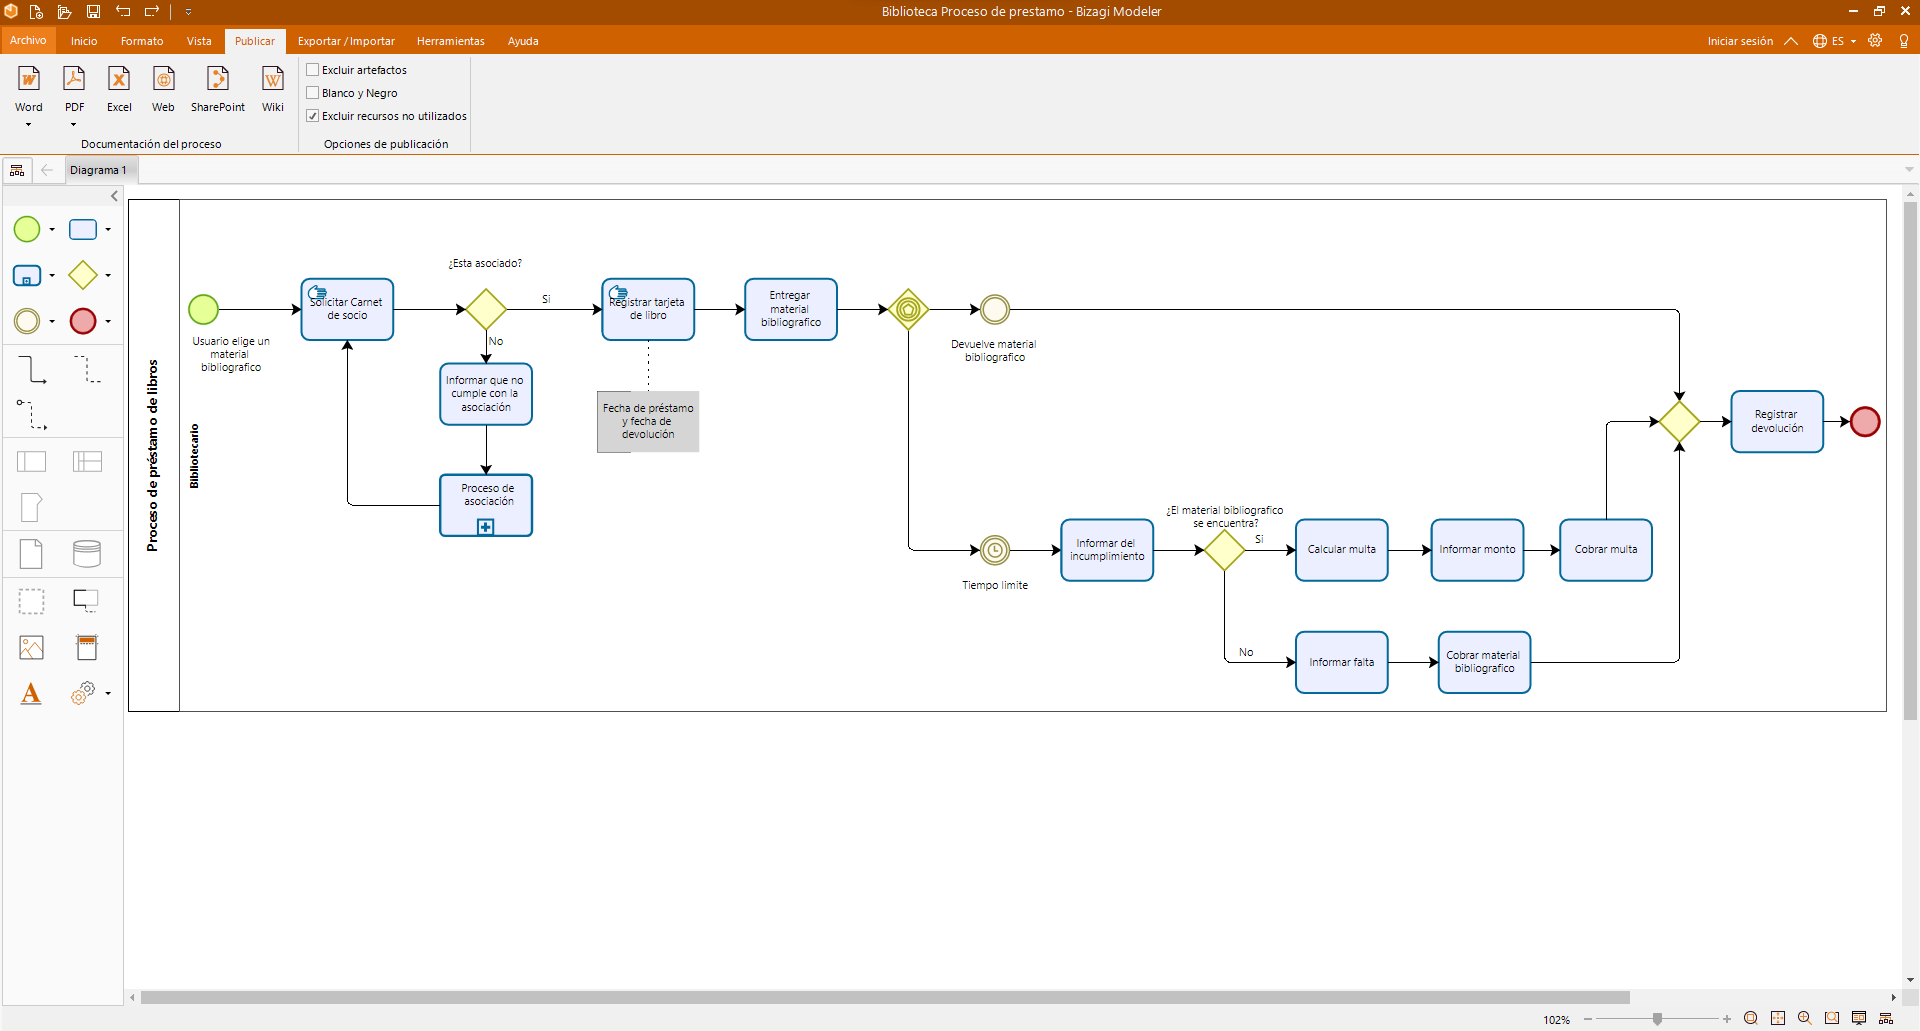 Biblioteca Proceso de prestamo - Bizagi Modeler
Archivo
Inicio
Formato
Vista
Publicar
Exportar / Importar
Herramientas
Ayuda
Iniciar sesión
ES
Word
PDF
Excel
Web
SharePoint
Wiki
Documentación del proceso
Excluir artefactos
Blanco y Negro
Excluir recursos no utilizados
Opciones de publicación
Diagrama 1
Proceso de préstamo de libros
Bibliotecario
Usuario elige un
material
bibliografico
Solicitar Carnet
de socio
¿Esta asociado?
Si
No
Informar que no
cumple con la
asociación
Proceso de
asociación
Registrar tarjeta
de libro
Fecha de préstamo
y fecha de
devolución
Entregar
material
bibliografico
Devuelve material
bibliografico
Tiempo limite
Informar del
incumplimiento
¿El material bibliografico
se encuentra?
Si
No
Calcular multa
Informar monto
Cobrar multa
Informar falta
Cobrar material
bibliografico
Registrar
devolución
A
102%